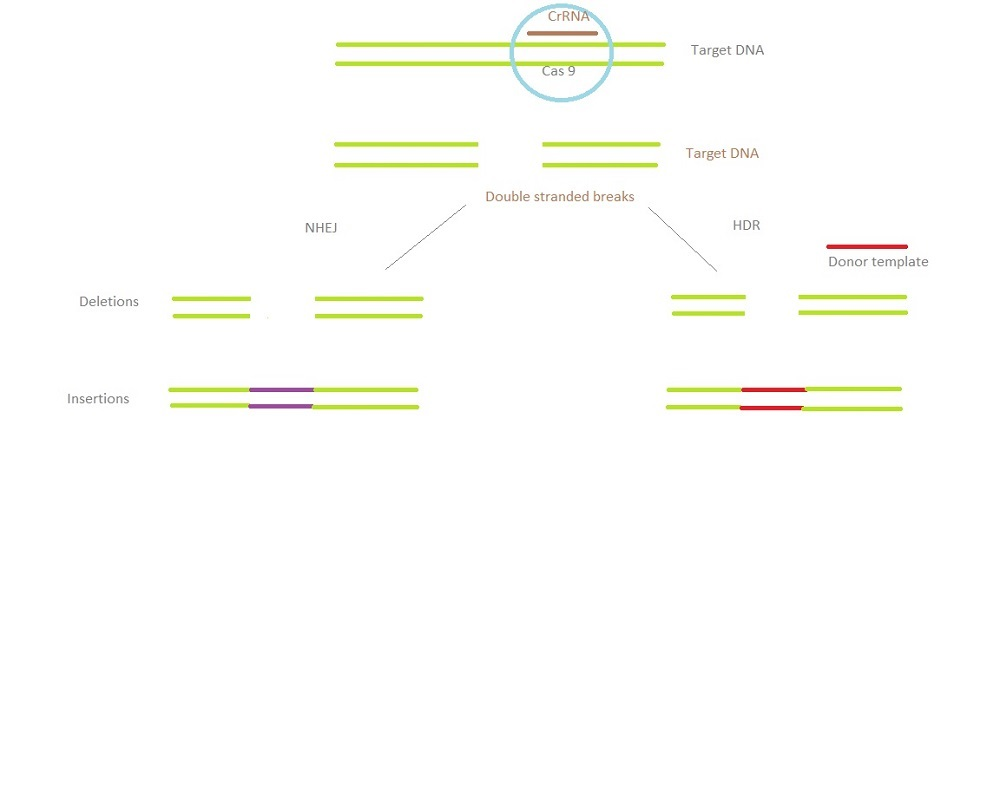 CrRNA
Target DNA
Cas 9
Target DNA
Double stranded breaks
NHEJ
HDR
Donor template
Deletions
Insertions